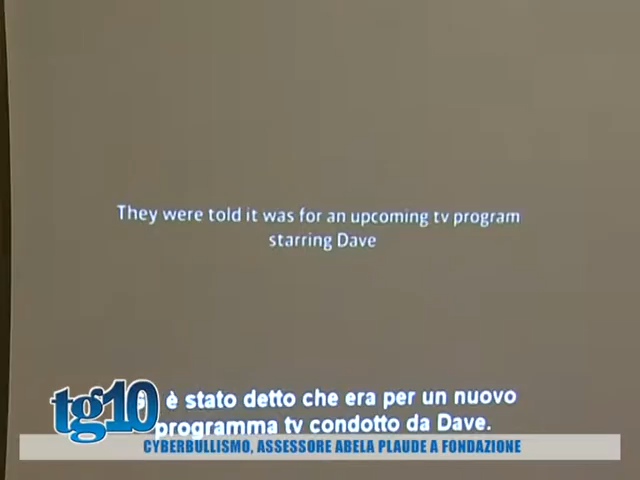 They were told it was for an upcoming tv program
starring Dave
è stato detto che era per un nuovo
programma tv condotto da Dave.
tg10
CYBERBULLISMO, ASSESSORE ABELA PLAUDE A FONDAZIONE